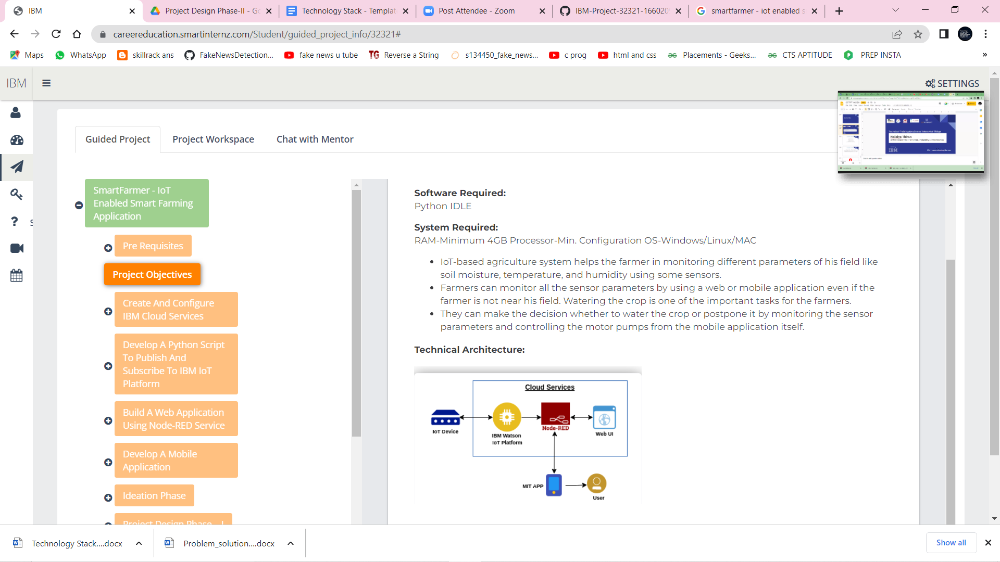 IBM
Project Design Phase-II - Go
Technology Stack - Templat
Post Attendee - Zoom
IBM-Project-32321-166020
smartfarmer - iot enabled s
careereducation.smartinternz.com/Student/guided_project_info/32321#
Maps
WhatsApp
skillrack ans
FakeNewsDetection...
fake news u tube
TG Reverse a String
s134450_fake_news...
c prog
html and css
Placements - Geeks...
CTS APTITUDE
PREP INSTA
»
IBM
SETTINGS
Guided Project
Project Workspace
Chat with Mentor
SmartFarmer - IoT
Enabled Smart Farming
Application
Pre Requisites
Project Objectives
Create And Configure
IBM Cloud Services
Develop A Python Script
To Publish And
Subscribe To IBM IoT
Platform
Build A Web Application
Using Node-RED Service
Develop A Mobile
Application
Ideation Phase
Project Design Phase - I
Software Required:
Python IDLE
System Required:
RAM-Minimum 4GB Processor-Min. Configuration OS-Windows/Linux/MAC
• IoT-based agriculture system helps the farmer in monitoring different parameters of his field like
soil moisture, temperature, and humidity using some sensors.
• Farmers can monitor all the sensor parameters by using a web or mobile application even if the
farmer is not near his field. Watering the crop is one of the important tasks for the farmers.
• They can make the decision whether to water the crop or postpone it by monitoring the sensor
parameters and controlling the motor pumps from the mobile application itself.
Technical Architecture:
Cloud Services
IoT Device
IBM Watson
IoT Platform
Node-RED
Web UI
MIT APP
User
Nalaiya Thiran
IBM
Technology Stack....docx
Problem_solution....docx
Show all